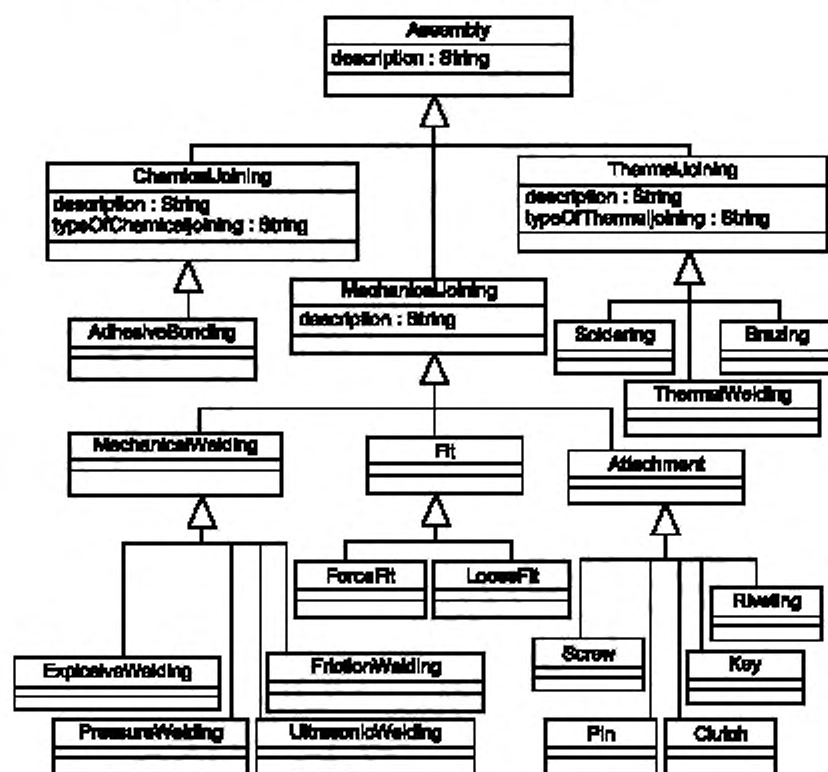 Assembly
description : String
ChemicalJoining
description : String
typeOfChemicaljoining : String
ThermalJoining
description : String
typeOfThermaljoining : String
MechanicalJoining
description : String
AdhesiveBonding
Soldering
Brazing
ThermalWelding
MechanicalWelding
Fit
Attachment
ForceFit
LooseFit
Riveting
ExplosiveWelding
FrictionWelding
Screw
Key
PressureWelding
UltrasonicWelding
Pin
Clutch